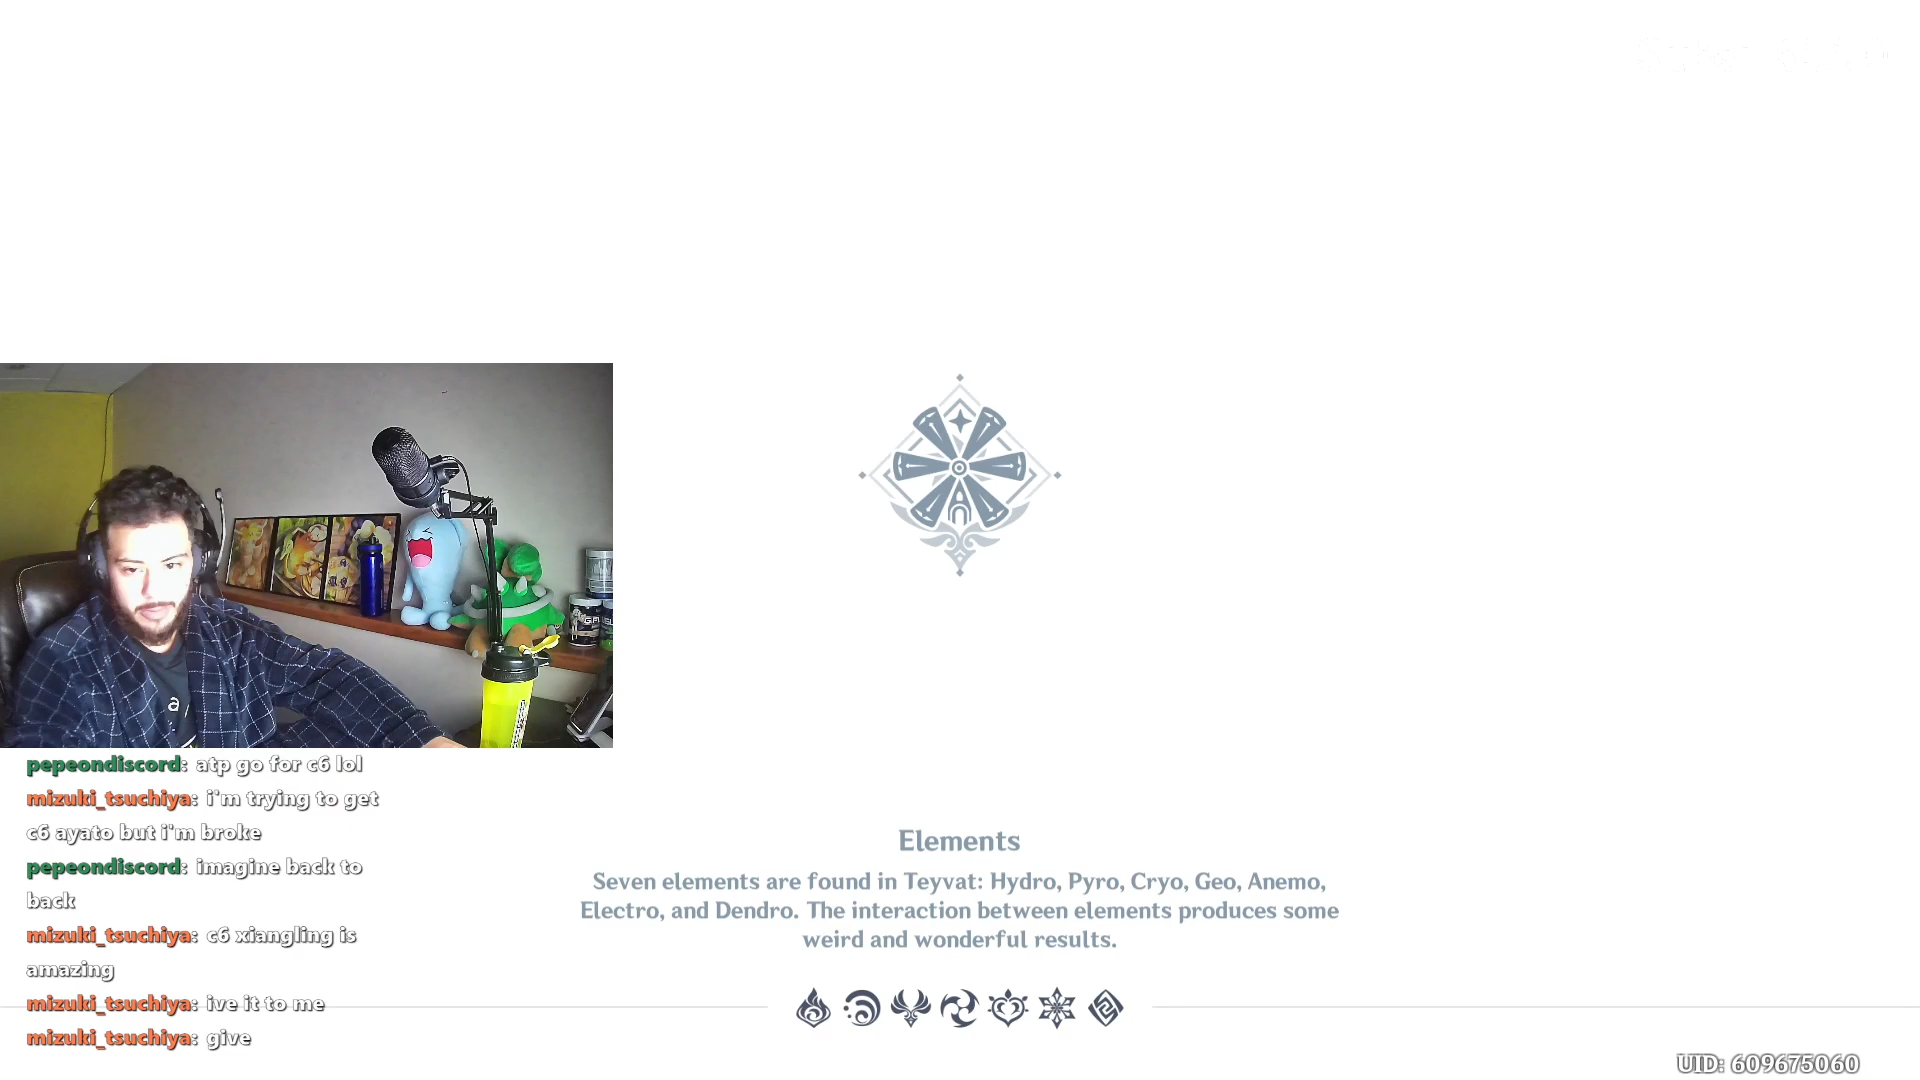 pepeondiscord: atp go for c6 lol
mizuki_tsuchiya: i'm trying to get
c6 ayato but i'm broke
pepeondiscord: imagine back to
back
mizuki_tsuchiya: c6 xiangling is
amazing
mizuki_tsuchiya: ive it to me
mizuki_tsuchiya: give
Elements
Seven elements are found in Teyvat: Hydro, Pyro, Cryo, Geo, Anemo,
Electro, and Dendro. The interaction between elements produces some
weird and wonderful results.
UID: 609675060